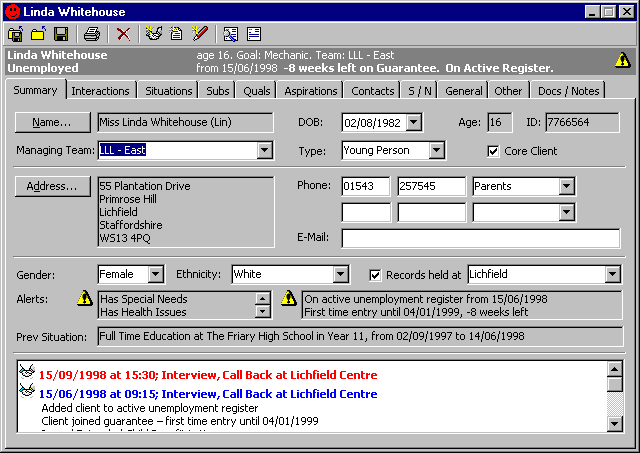 Linda Whitehouse
Linda Whitehouse age 16. Goal: Mechanic. Team: LLL - East
Unemployed from 15/06/1998 -8 weeks left on Guarantee. On Active Register.
Summary Interactions Situations Subs Quals Aspirations Contacts S / N General Other Docs / Notes
Name... Miss Linda Whitehouse (Lin) DOB: 02/08/1982 Age: 16 ID: 7766564
Managing Team: LLL - East Type: Young Person Core Client
Address... 55 Plantation Drive Phone: 01543 257545 Parents
Primrose Hill
Lichfield
Staffordshire
WS13 4PQ E-Mail:
Gender: Female Ethnicity: White Records held at Lichfield
Alerts: Has Special Needs On active unemployment register from 15/06/1998
Has Health Issues First time entry until 04/01/1999, -8 weeks left
Prev Situation: Full Time Education at The Friary High School in Year 11, from 02/09/1997 to 14/06/1998
15/09/1998 at 15:30; Interview, Call Back at Lichfield Centre
15/06/1998 at 09:15; Interview, Call Back at Lichfield Centre
Added client to active unemployment register
Client joined guarantee – first time entry until 04/01/1999